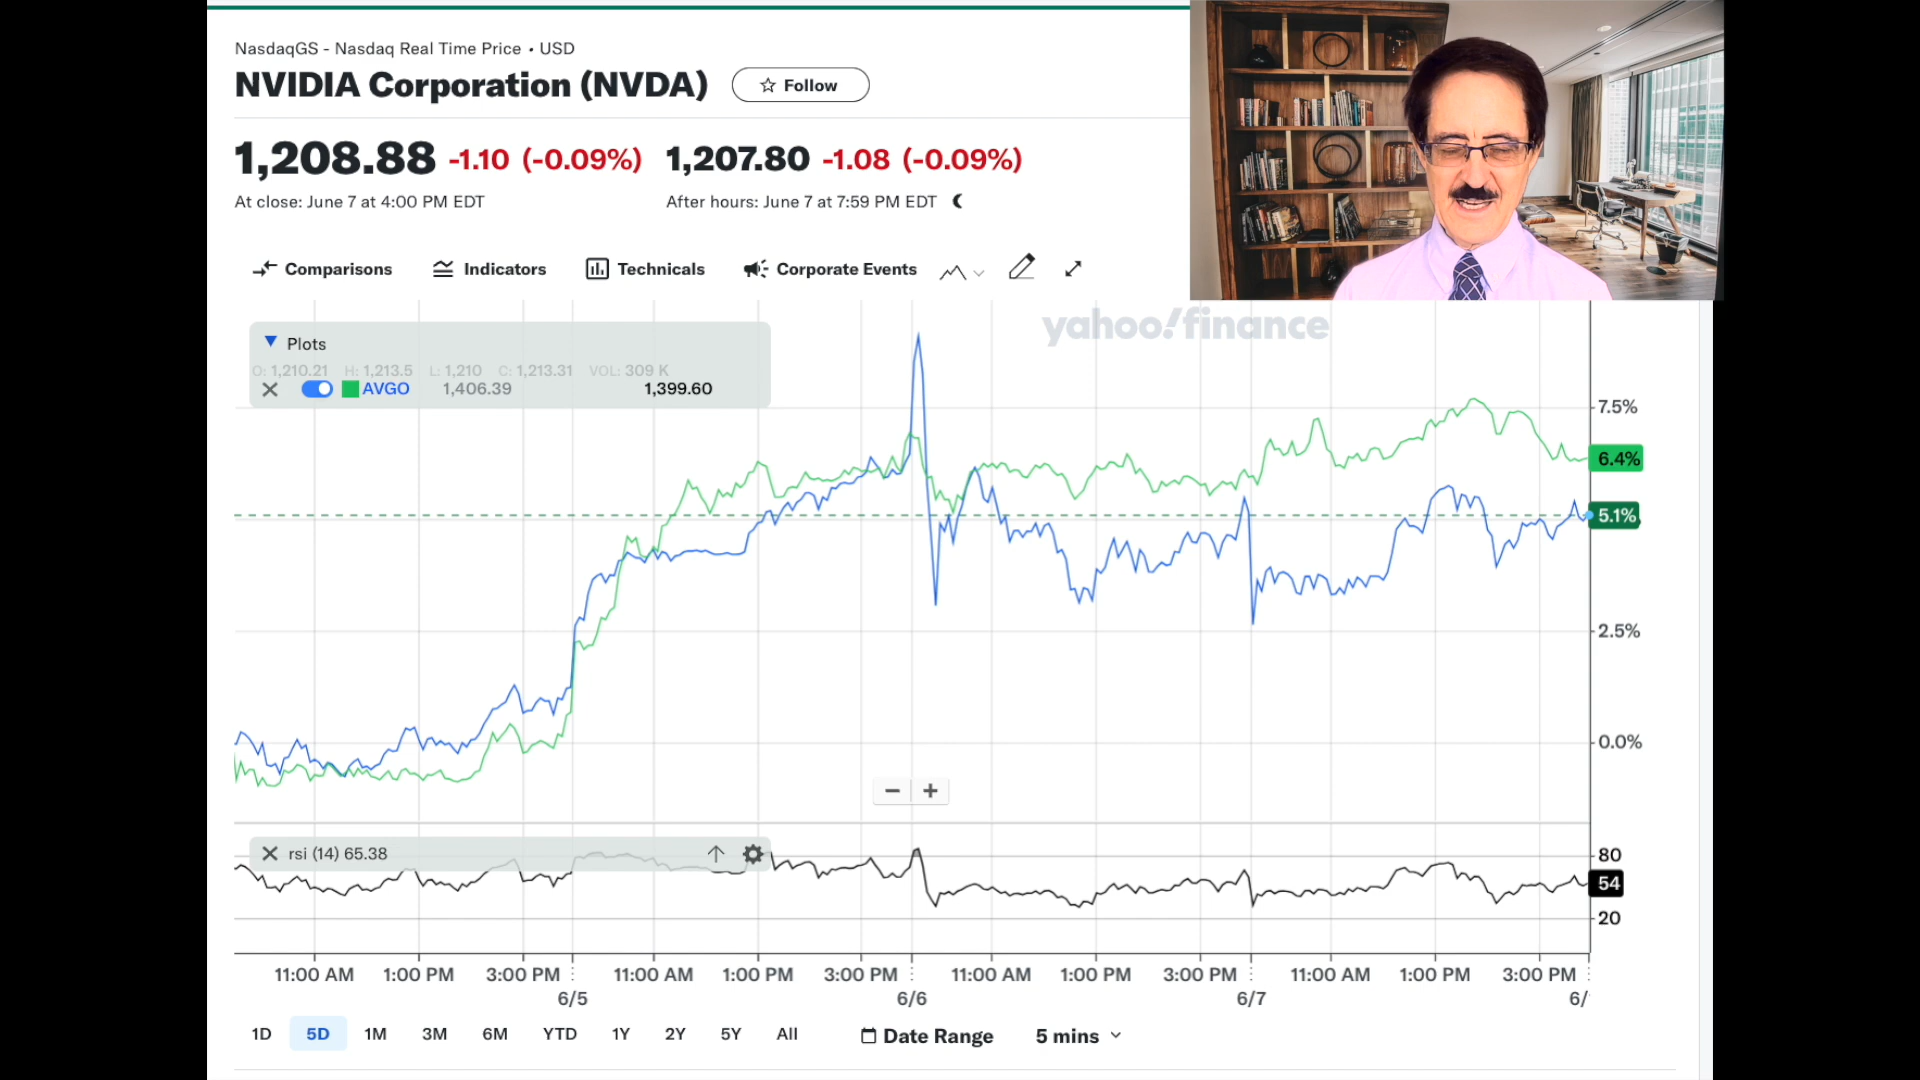 NasdaqGS - Nasdaq Real Time Price • USD
NVIDIA Corporation (NVDA)
Follow
1,208.88 -1.10 (-0.09%) 1,207.80 -1.08 (-0.09%)
At close: June 7 at 4:00 PM EDT After hours: June 7 at 7:59 PM EDT
Comparisons Indicators Technicals Corporate Events
yahoo!finance
Plots
O: 1,210.21 H: 1,213.5 L: 1,210 C: 1,213.31 VOL: 309 K
AVGO 1,406.39 1,399.60
7.5%
6.4%
5.1%
2.5%
0.0%
rsi (14) 65.38
80
54
20
11:00 AM 1:00 PM 3:00 PM 11:00 AM 1:00 PM 3:00 PM 11:00 AM 1:00 PM 3:00 PM 11:00 AM 1:00 PM 3:00 PM
6/5 6/6 6/7 6/
1D 5D 1M 3M 6M YTD 1Y 2Y 5Y All Date Range 5 mins